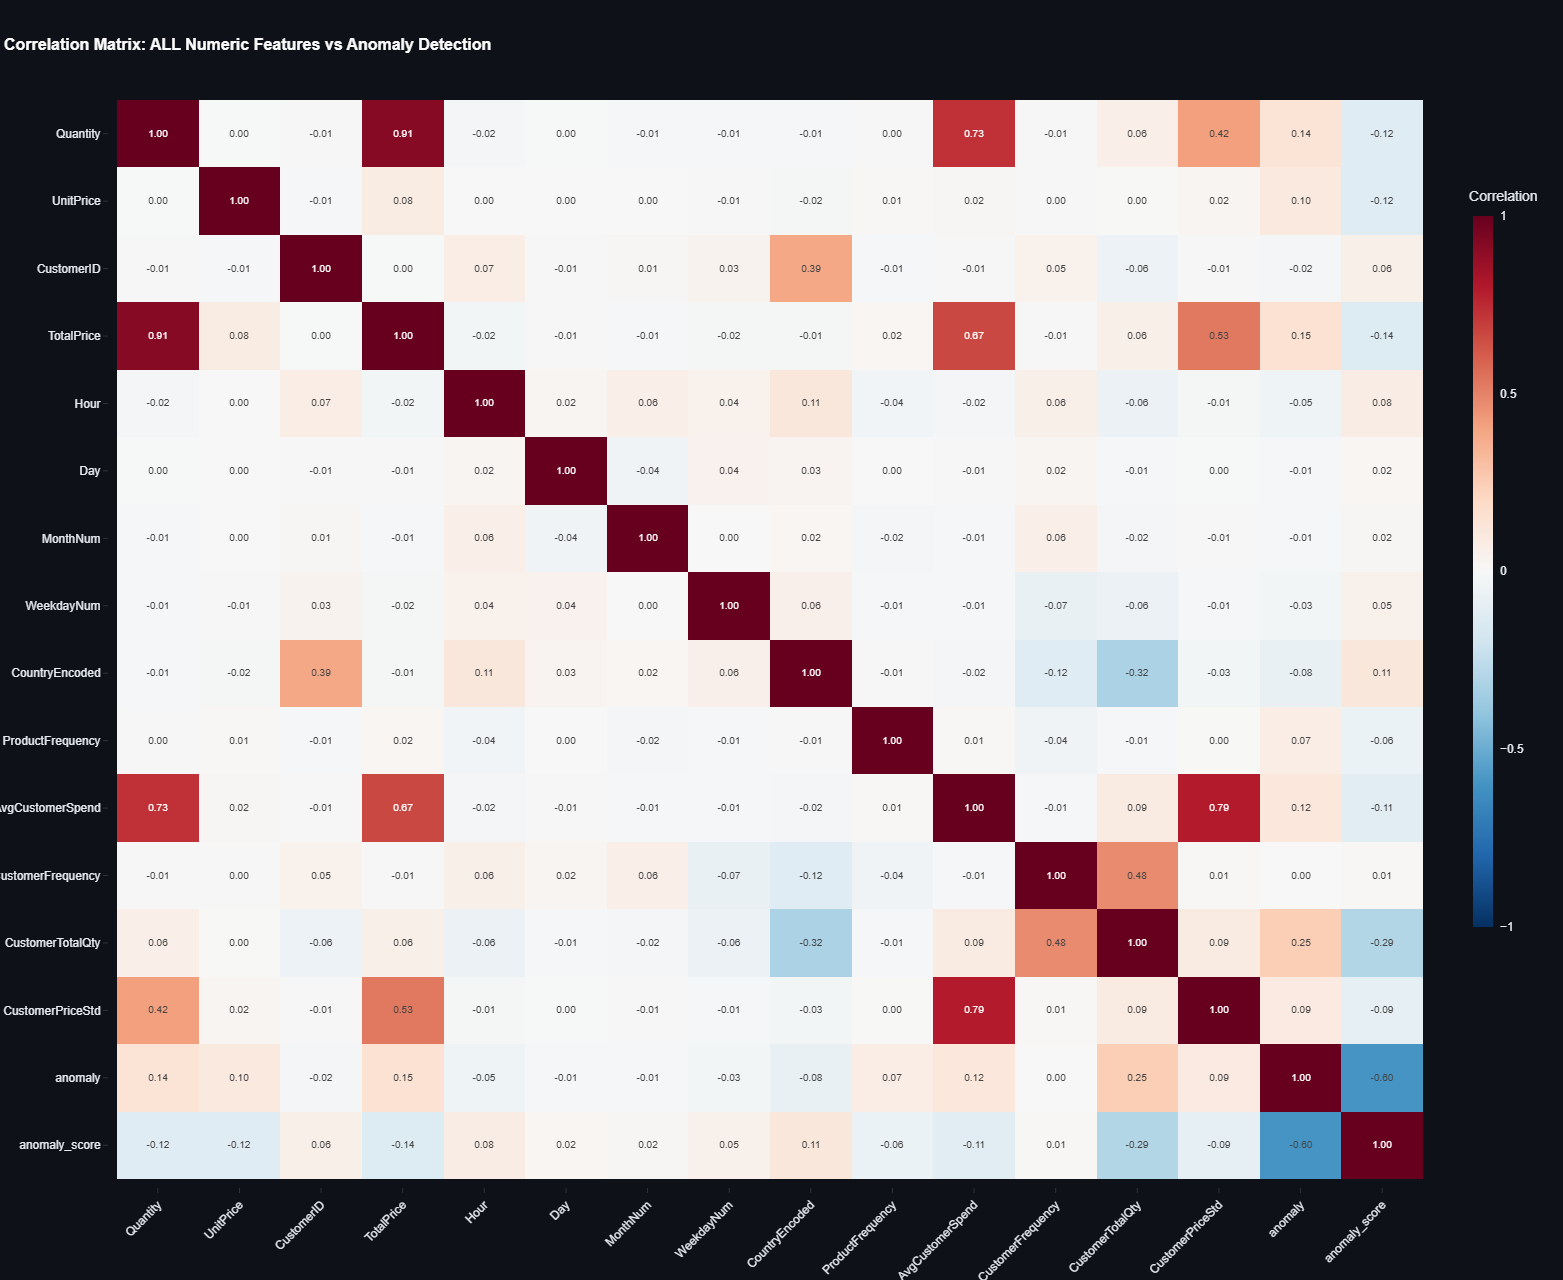 Correlation Matrix: ALL Numeric Features vs Anomaly Detection
Correlation
1
0.5
0
−0.5
−1
Quantity 1.00 0.00 -0.01 0.91 -0.02 0.00 -0.01 -0.01 -0.01 0.00 0.73 -0.01 0.06 0.42 0.14 -0.12
UnitPrice 0.00 1.00 -0.01 0.08 0.00 0.00 0.00 -0.01 -0.02 0.01 0.02 0.00 0.00 0.02 0.10 -0.12
CustomerID -0.01 -0.01 1.00 0.00 0.07 -0.01 0.01 0.03 0.39 -0.01 -0.01 0.05 -0.06 -0.01 -0.02 0.06
TotalPrice 0.91 0.08 0.00 1.00 -0.02 -0.01 -0.01 -0.02 -0.01 0.02 0.67 -0.01 0.06 0.53 0.15 -0.14
Hour -0.02 0.00 0.07 -0.02 1.00 0.02 0.06 0.04 0.11 -0.04 -0.02 0.06 -0.06 -0.01 -0.05 0.08
Day 0.00 0.00 -0.01 -0.01 0.02 1.00 -0.04 0.04 0.03 0.00 -0.01 0.02 -0.01 0.00 -0.01 0.02
MonthNum -0.01 0.00 0.01 -0.01 0.06 -0.04 1.00 0.00 0.02 -0.02 -0.01 0.06 -0.02 -0.01 -0.01 0.02
WeekdayNum -0.01 -0.01 0.03 -0.02 0.04 0.04 0.00 1.00 0.06 -0.01 -0.01 -0.07 -0.06 -0.01 -0.03 0.05
CountryEncoded -0.01 -0.02 0.39 -0.01 0.11 0.03 0.02 0.06 1.00 -0.01 -0.02 -0.12 -0.32 -0.03 -0.08 0.11
ProductFrequency 0.00 0.01 -0.01 0.02 -0.04 0.00 -0.02 -0.01 -0.01 1.00 0.01 -0.04 -0.01 0.00 0.07 -0.06
AvgCustomerSpend 0.73 0.02 -0.01 0.67 -0.02 -0.01 -0.01 -0.01 -0.02 0.01 1.00 -0.01 0.09 0.79 0.12 -0.11
ustomerFrequency -0.01 0.00 0.05 -0.01 0.06 0.02 0.06 -0.07 -0.12 -0.04 -0.01 1.00 0.48 0.01 0.00 0.01
CustomerTotalQty 0.06 0.00 -0.06 0.06 -0.06 -0.01 -0.02 -0.06 -0.32 -0.01 0.09 0.48 1.00 0.09 0.25 -0.29
CustomerPriceStd 0.42 0.02 -0.01 0.53 -0.01 0.00 -0.01 -0.01 -0.03 0.00 0.79 0.01 0.09 1.00 0.09 -0.09
anomaly 0.14 0.10 -0.02 0.15 -0.05 -0.01 -0.01 -0.03 -0.08 0.07 0.12 0.00 0.25 0.09 1.00 -0.60
anomaly_score -0.12 -0.12 0.06 -0.14 0.08 0.02 0.02 0.05 0.11 -0.06 -0.11 0.01 -0.29 -0.09 -0.60 1.00
Quantity
UnitPrice
CustomerID
TotalPrice
Hour
Day
MonthNum
WeekdayNum
CountryEncoded
ProductFrequency
AvgCustomerSpend
CustomerFrequency
CustomerTotalQty
CustomerPriceStd
anomaly
anomaly_score